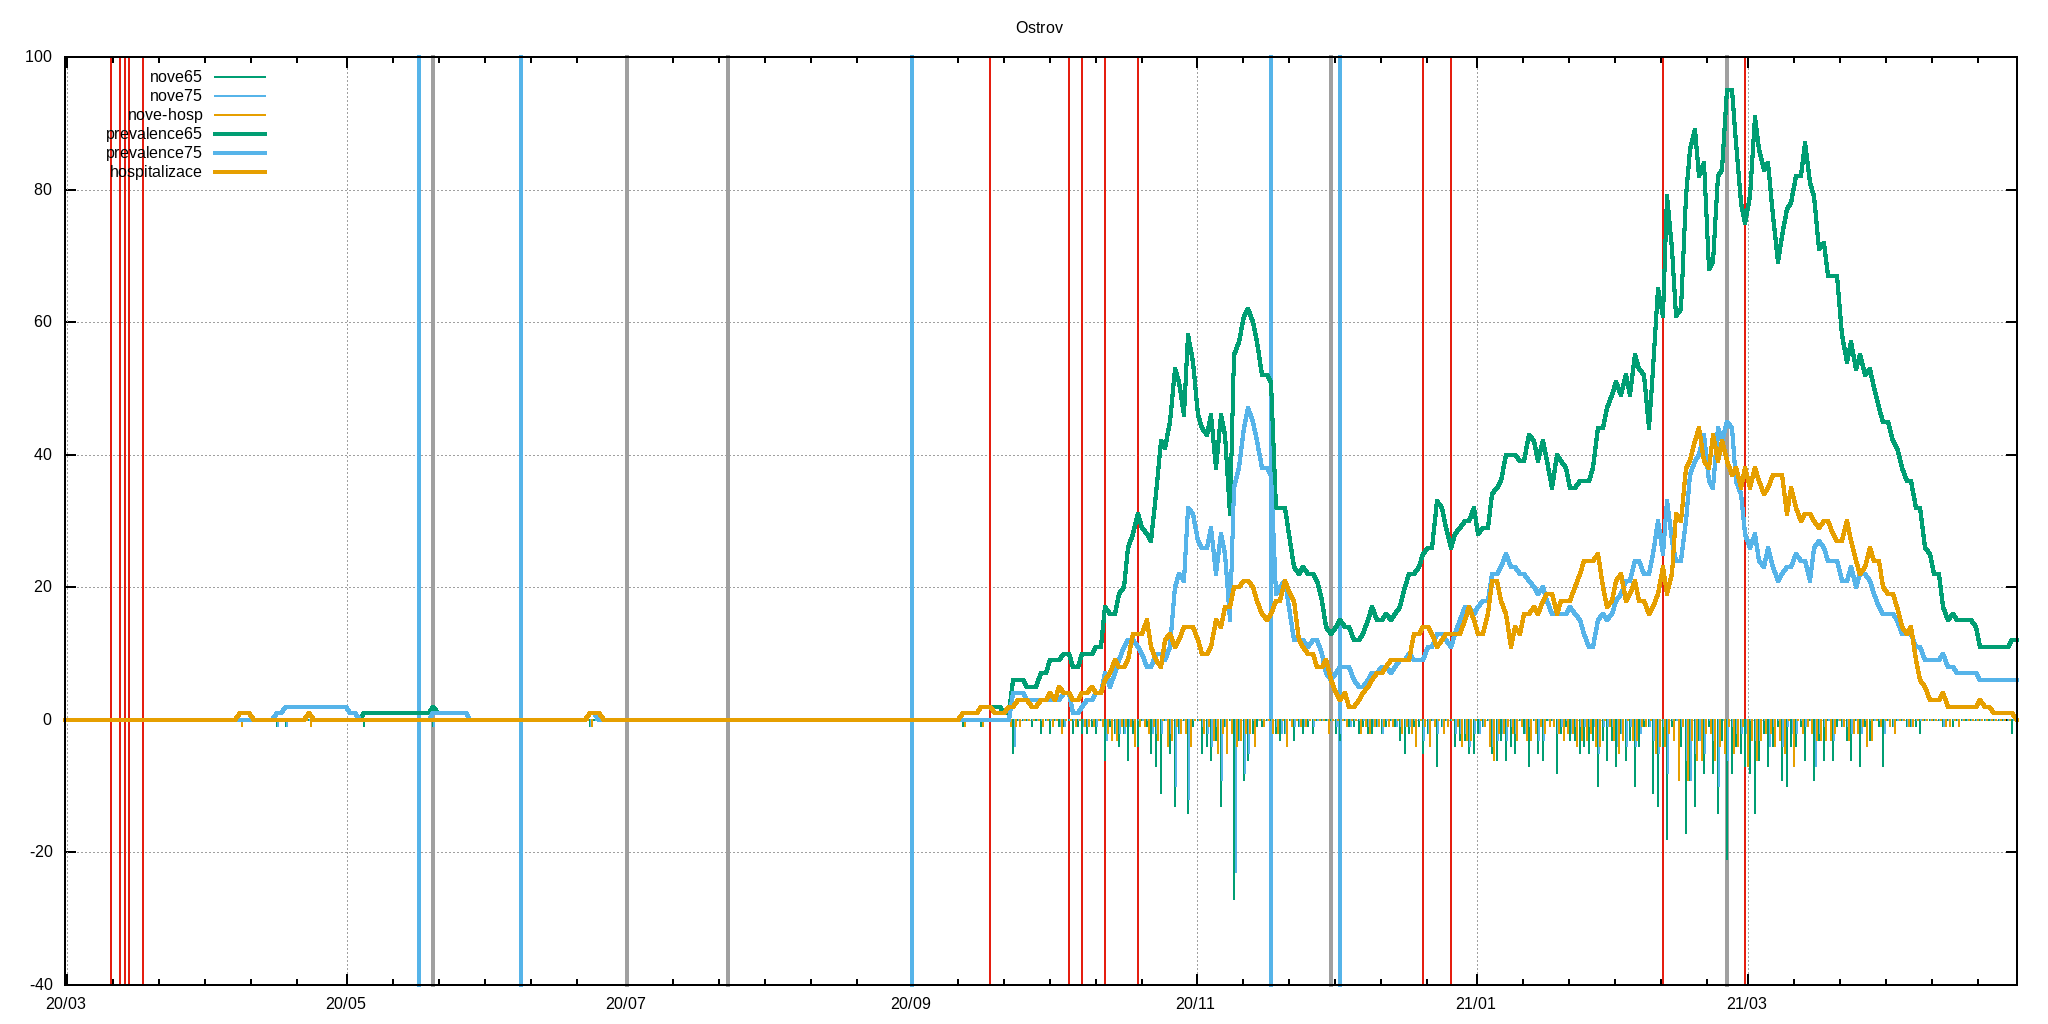 Ostrov
100
80
60
40
20
0
-20
-40
nove65
nove75
nove-hosp
prevalence65
prevalence75
hospitalizace
20/03 20/05 20/07 20/09 20/11 21/01 21/03